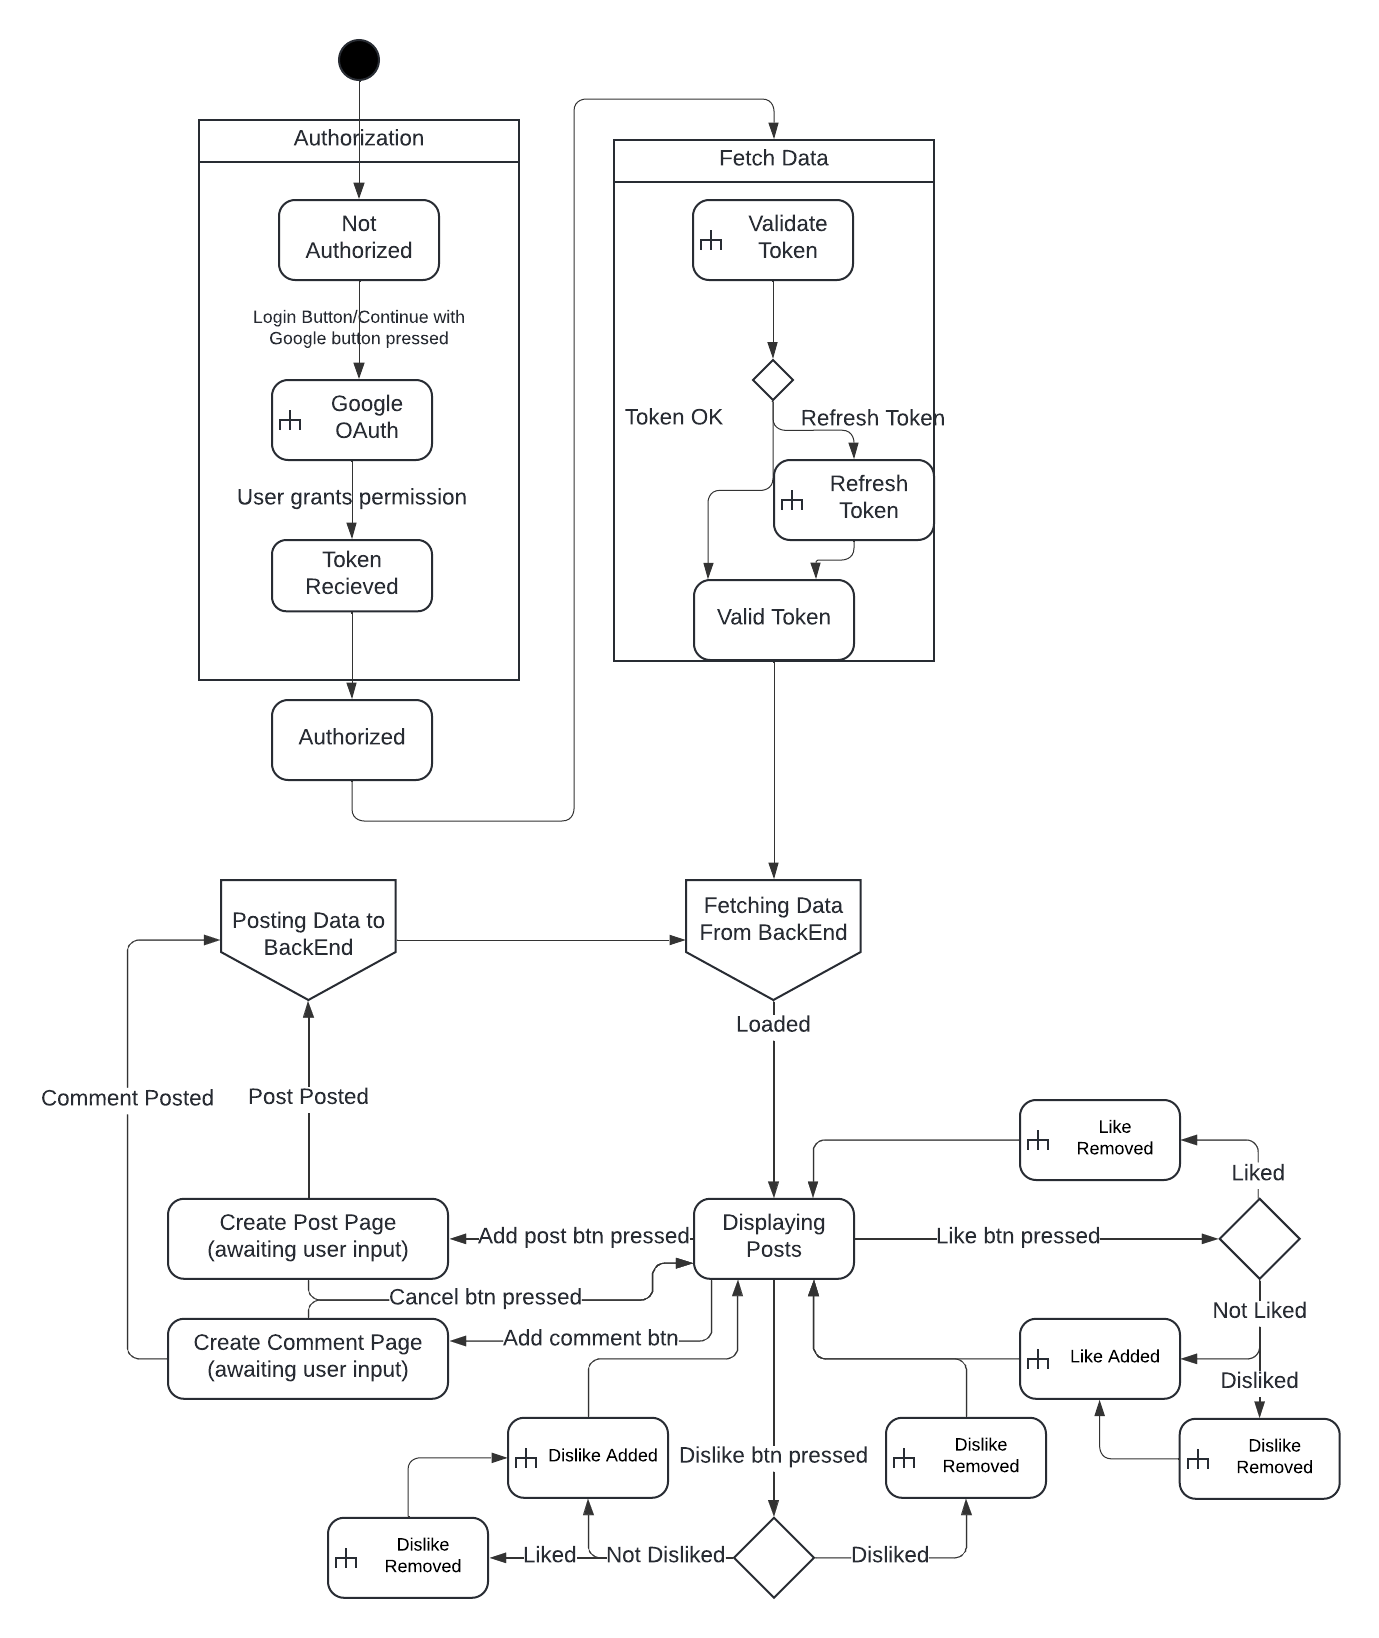 Authorization
Not
Authorized
Login Button/Continue with
Google button pressed
Google
OAuth
User grants permission
Token
Recieved
Authorized
Fetch Data
Validate
Token
Token OK
Refresh Token
Refresh
Token
Valid Token
Posting Data to
BackEnd
Fetching Data
From BackEnd
Loaded
Comment Posted
Post Posted
Like
Removed
Liked
Create Post Page
(awaiting user input)
Add post btn pressed
Displaying
Posts
Like btn pressed
Cancel btn pressed
Not Liked
Create Comment Page
(awaiting user input)
Add comment btn
Like Added
Disliked
Dislike Added
Dislike btn pressed
Dislike
Removed
Dislike
Removed
Dislike
Removed
Liked
Not Disliked
Disliked